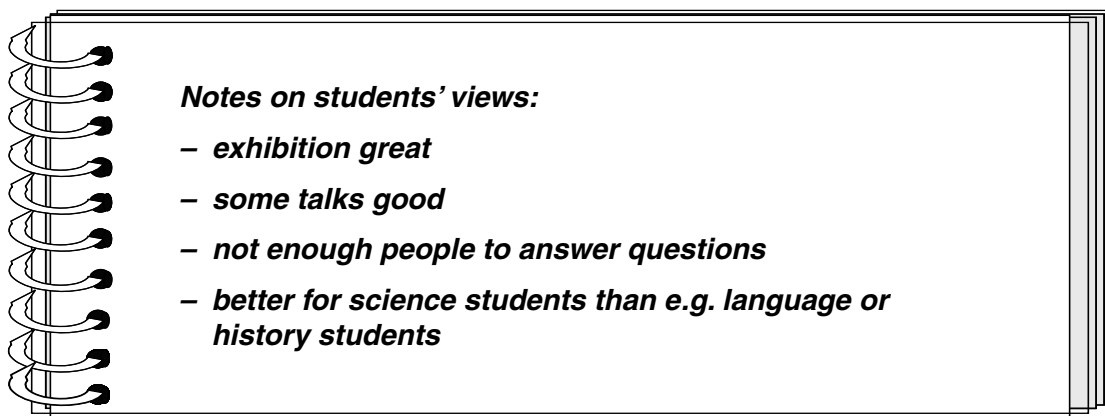 Notes on students’ views:
– exhibition great
– some talks good
– not enough people to answer questions
– better for science students than e.g. language or
history students